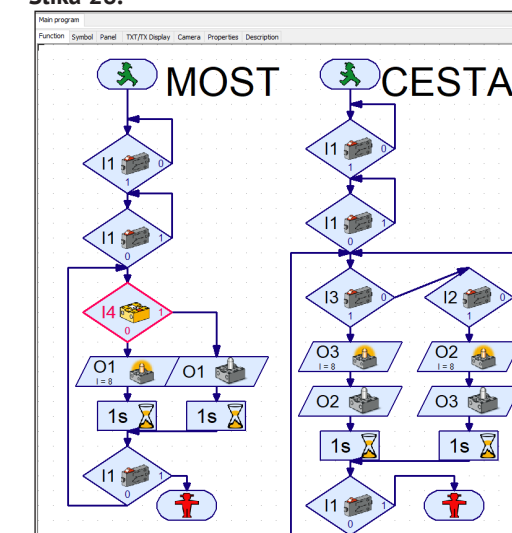 Slika 20.
Main program
Function Symbol Panel TXT/TX Display Camera Properties Description
MOST CESTA
I1 0 1
I1 0 1
I1 1 0
I1 1 0
I4 1 0
I3 0 1
I2 0 1
O1 I = 8
O1
O3 I = 8
O2 I = 8
O2
O3
1s 1s
1s 1s
I1 1 0
I1 1 0